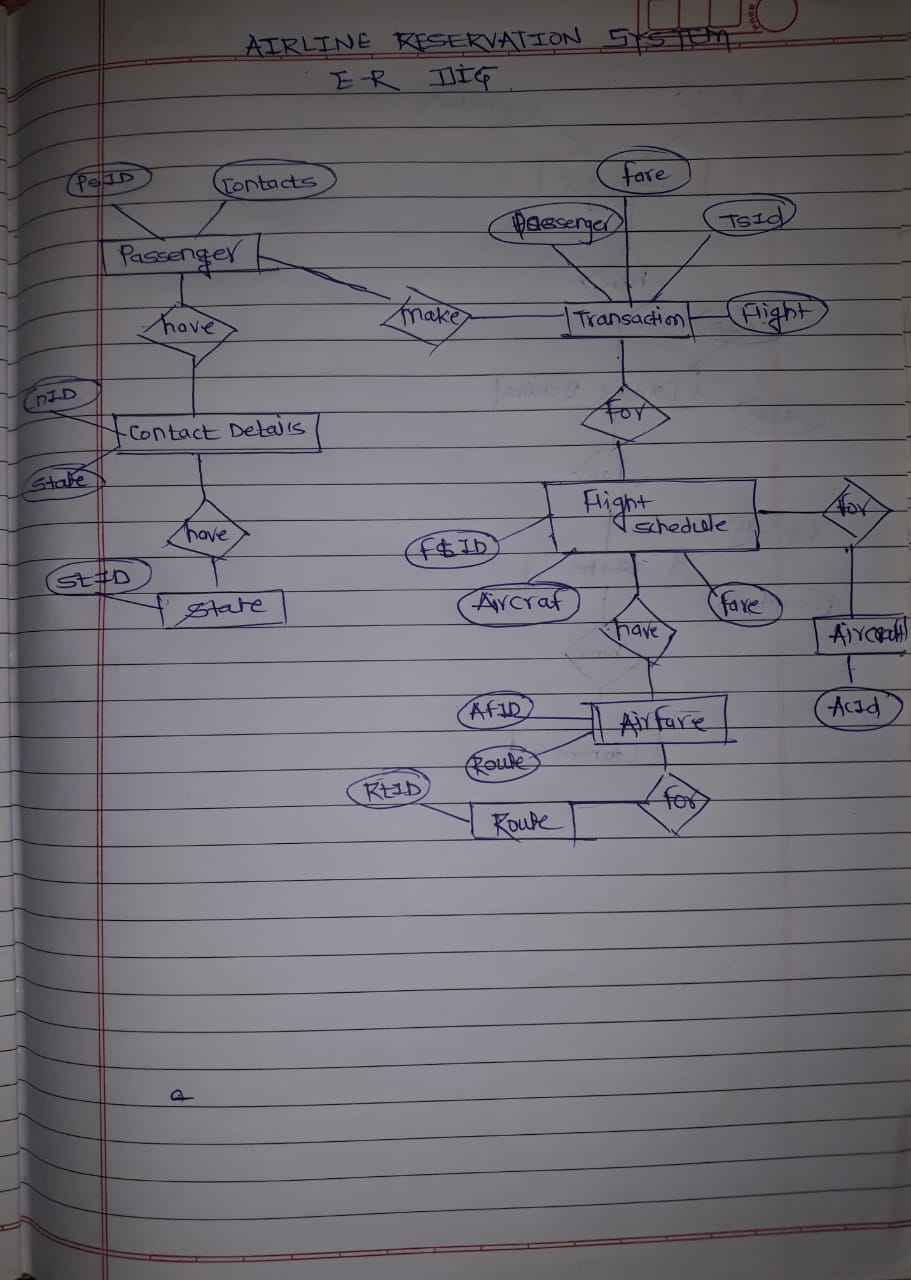 AIRLINE RESERVATION SYSTEM
E-R DIG.
PsID
Contacts
fare
Passenger
TsId
Passenger
have
make
Transaction
Flight
CnID
Contact Details
for
State
have
Flight
schedule
for
FSID
StID
State
Aircraf
fare
have
Aircraft
AfID
Airfare
AcId
Route
RtID
Route
for
a